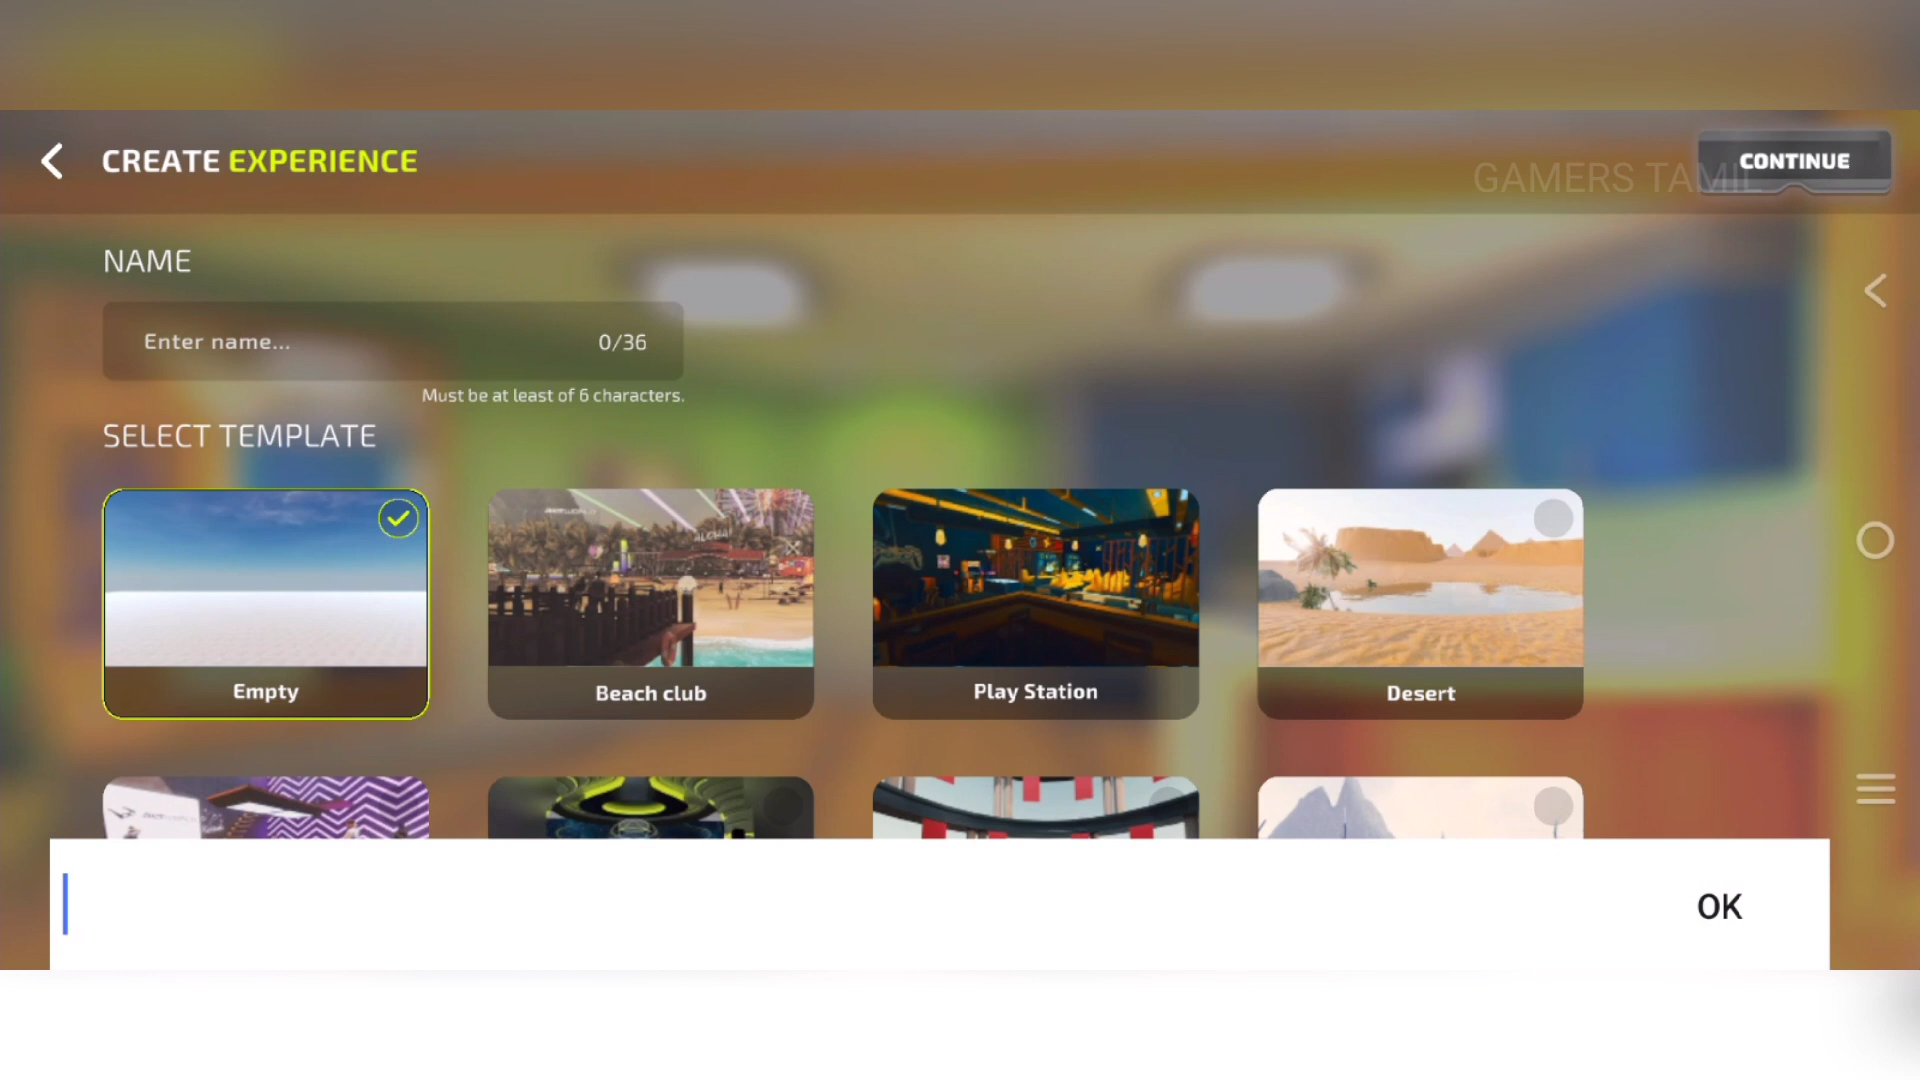 CREATE EXPERIENCE
CONTINUE
GAMERS TAMIL
NAME
Enter name...
0/36
Must be at least of 6 characters.
SELECT TEMPLATE
ALOHA!
Empty
Beach club
Play Station
Desert
OK